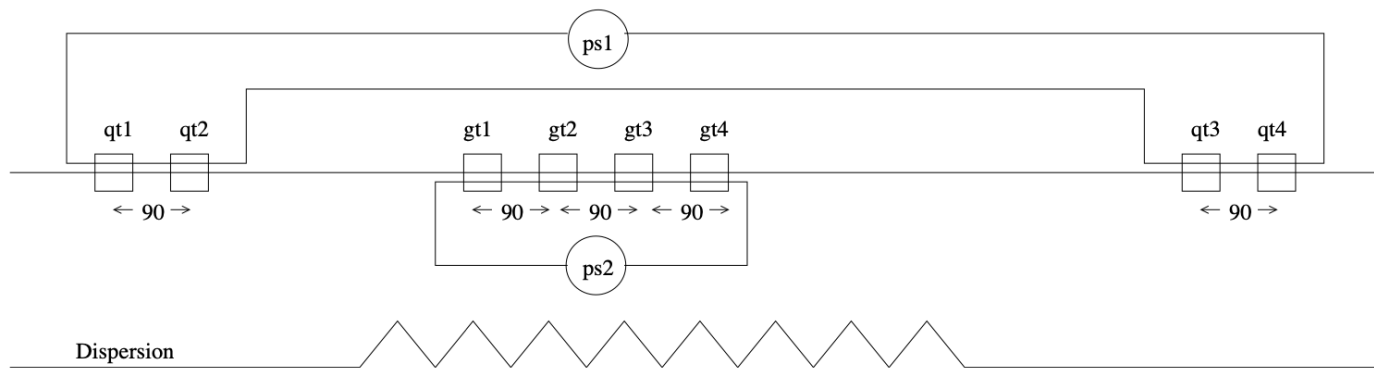 ps1
qt1 qt2 gt1 gt2 gt3 gt4 qt3 qt4
90 90 90 90 90
ps2
Dispersion